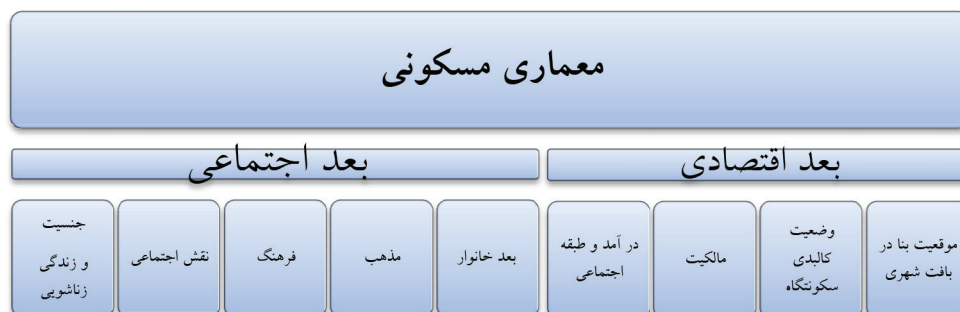 معماری مسکونی
بعد اقتصادی
بعد اجتماعی
موقعیت بنا در
بافت شهری
وضعیت
کالبدی
سکونتگاه
مالکیت
در آمد و طبقه
اجتماعی
بعد خانوار
مذهب
فرهنگ
نقش اجتماعی
جنسیت
و زندگی
زناشویی